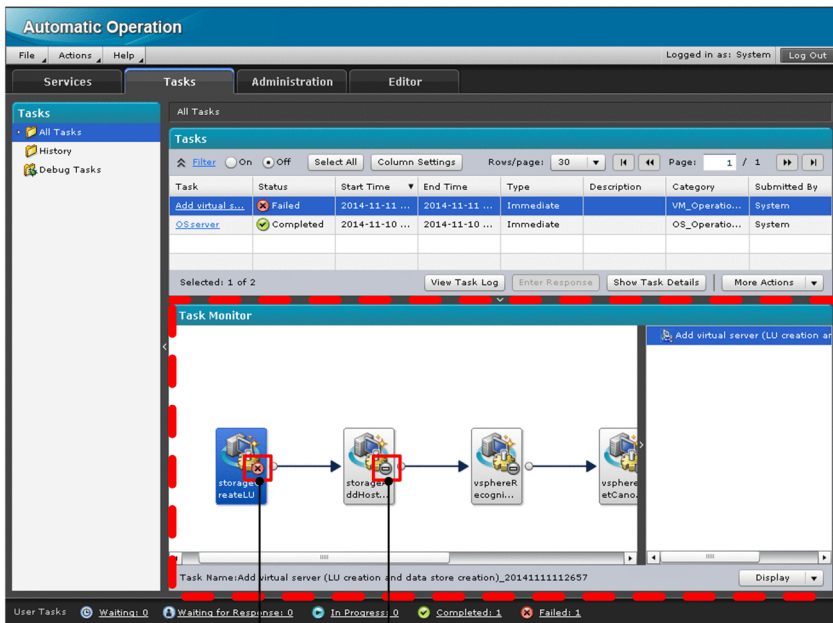 Automatic Operation
File Actions Help Logged in as: System Log Out
Services Tasks Administration Editor
Tasks
All Tasks
History
Debug Tasks
All Tasks
Tasks
Filter On Off Select All Column Settings Rows/page: 30 Page: 1 / 1
Task Status Start Time End Time Type Description Category Submitted By
Add virtual s... Failed 2014-11-11 ... 2014-11-11 ... Immediate VM_Operatio... System
OS server Completed 2014-11-10 ... 2014-11-10 ... Immediate OS_Operatio... System
Selected: 1 of 2 View Task Log Enter Response Show Task Details More Actions
Task Monitor
Add virtual server (LU creation an
storage
reateLU
storage
ddHost...
vsphereR
ecogni...
vsphere
etCano.
Task Name:Add virtual server (LU creation and data store creation)_20141111112657 Display
User Tasks Waiting: 0 Waiting for Response: 0 In Progress: 0 Completed: 1 Failed: 1